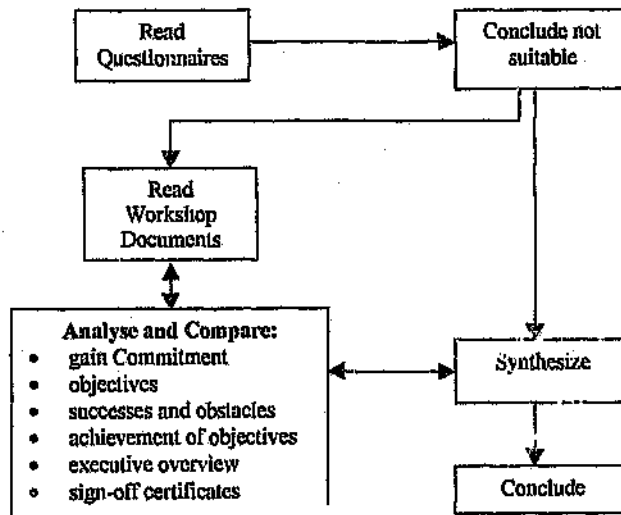 Read
Questionnaires
Conclude not
suitable
Read
Workshop
Documents
Analyse and Compare:
• gain Commitment
• objectives
• successes and obstacles
• achievement of objectives
• executive overview
• sign-off certificates
Synthesize
Conclude